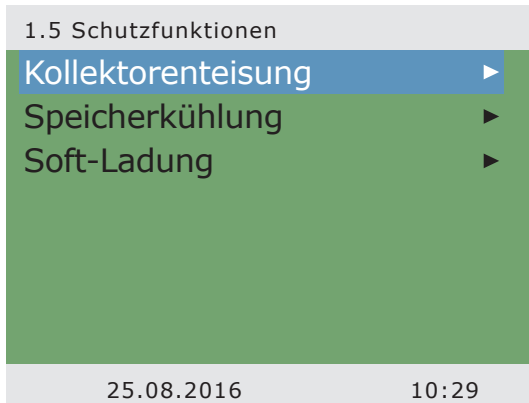 1.5 Schutzfunktionen
Kollektorenteisung ►
Speicherkühlung ►
Soft-Ladung ►
25.08.2016 10:29